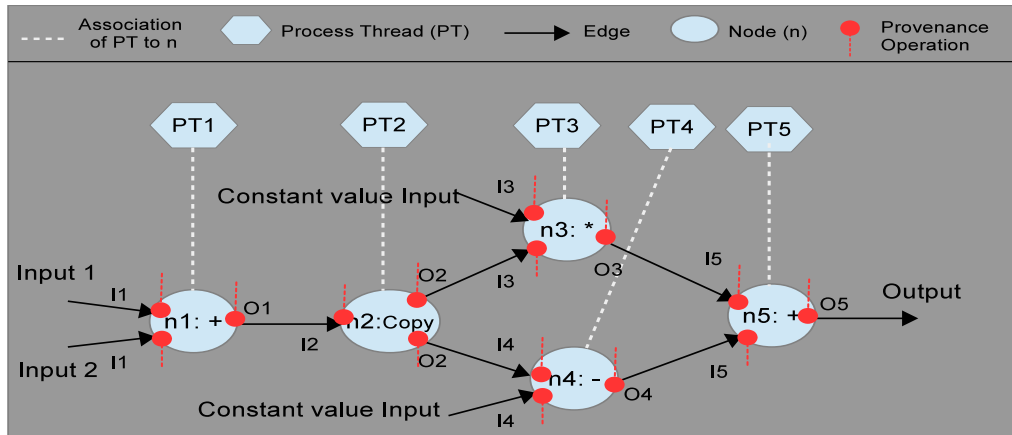 Association
of PT to n
Process Thread (PT)
Edge
Node (n)
Provenance
Operation
PT1
PT2
PT3
PT4
PT5
Constant value Input
I3
n3: *
O3
I3
O2
Input 1
I1
n1: +
O1
I2
n2:Copy
O2
I1
Input 2
I4
n4: -
O4
Constant value Input
I4
I5
n5: +
O5
Output
I5